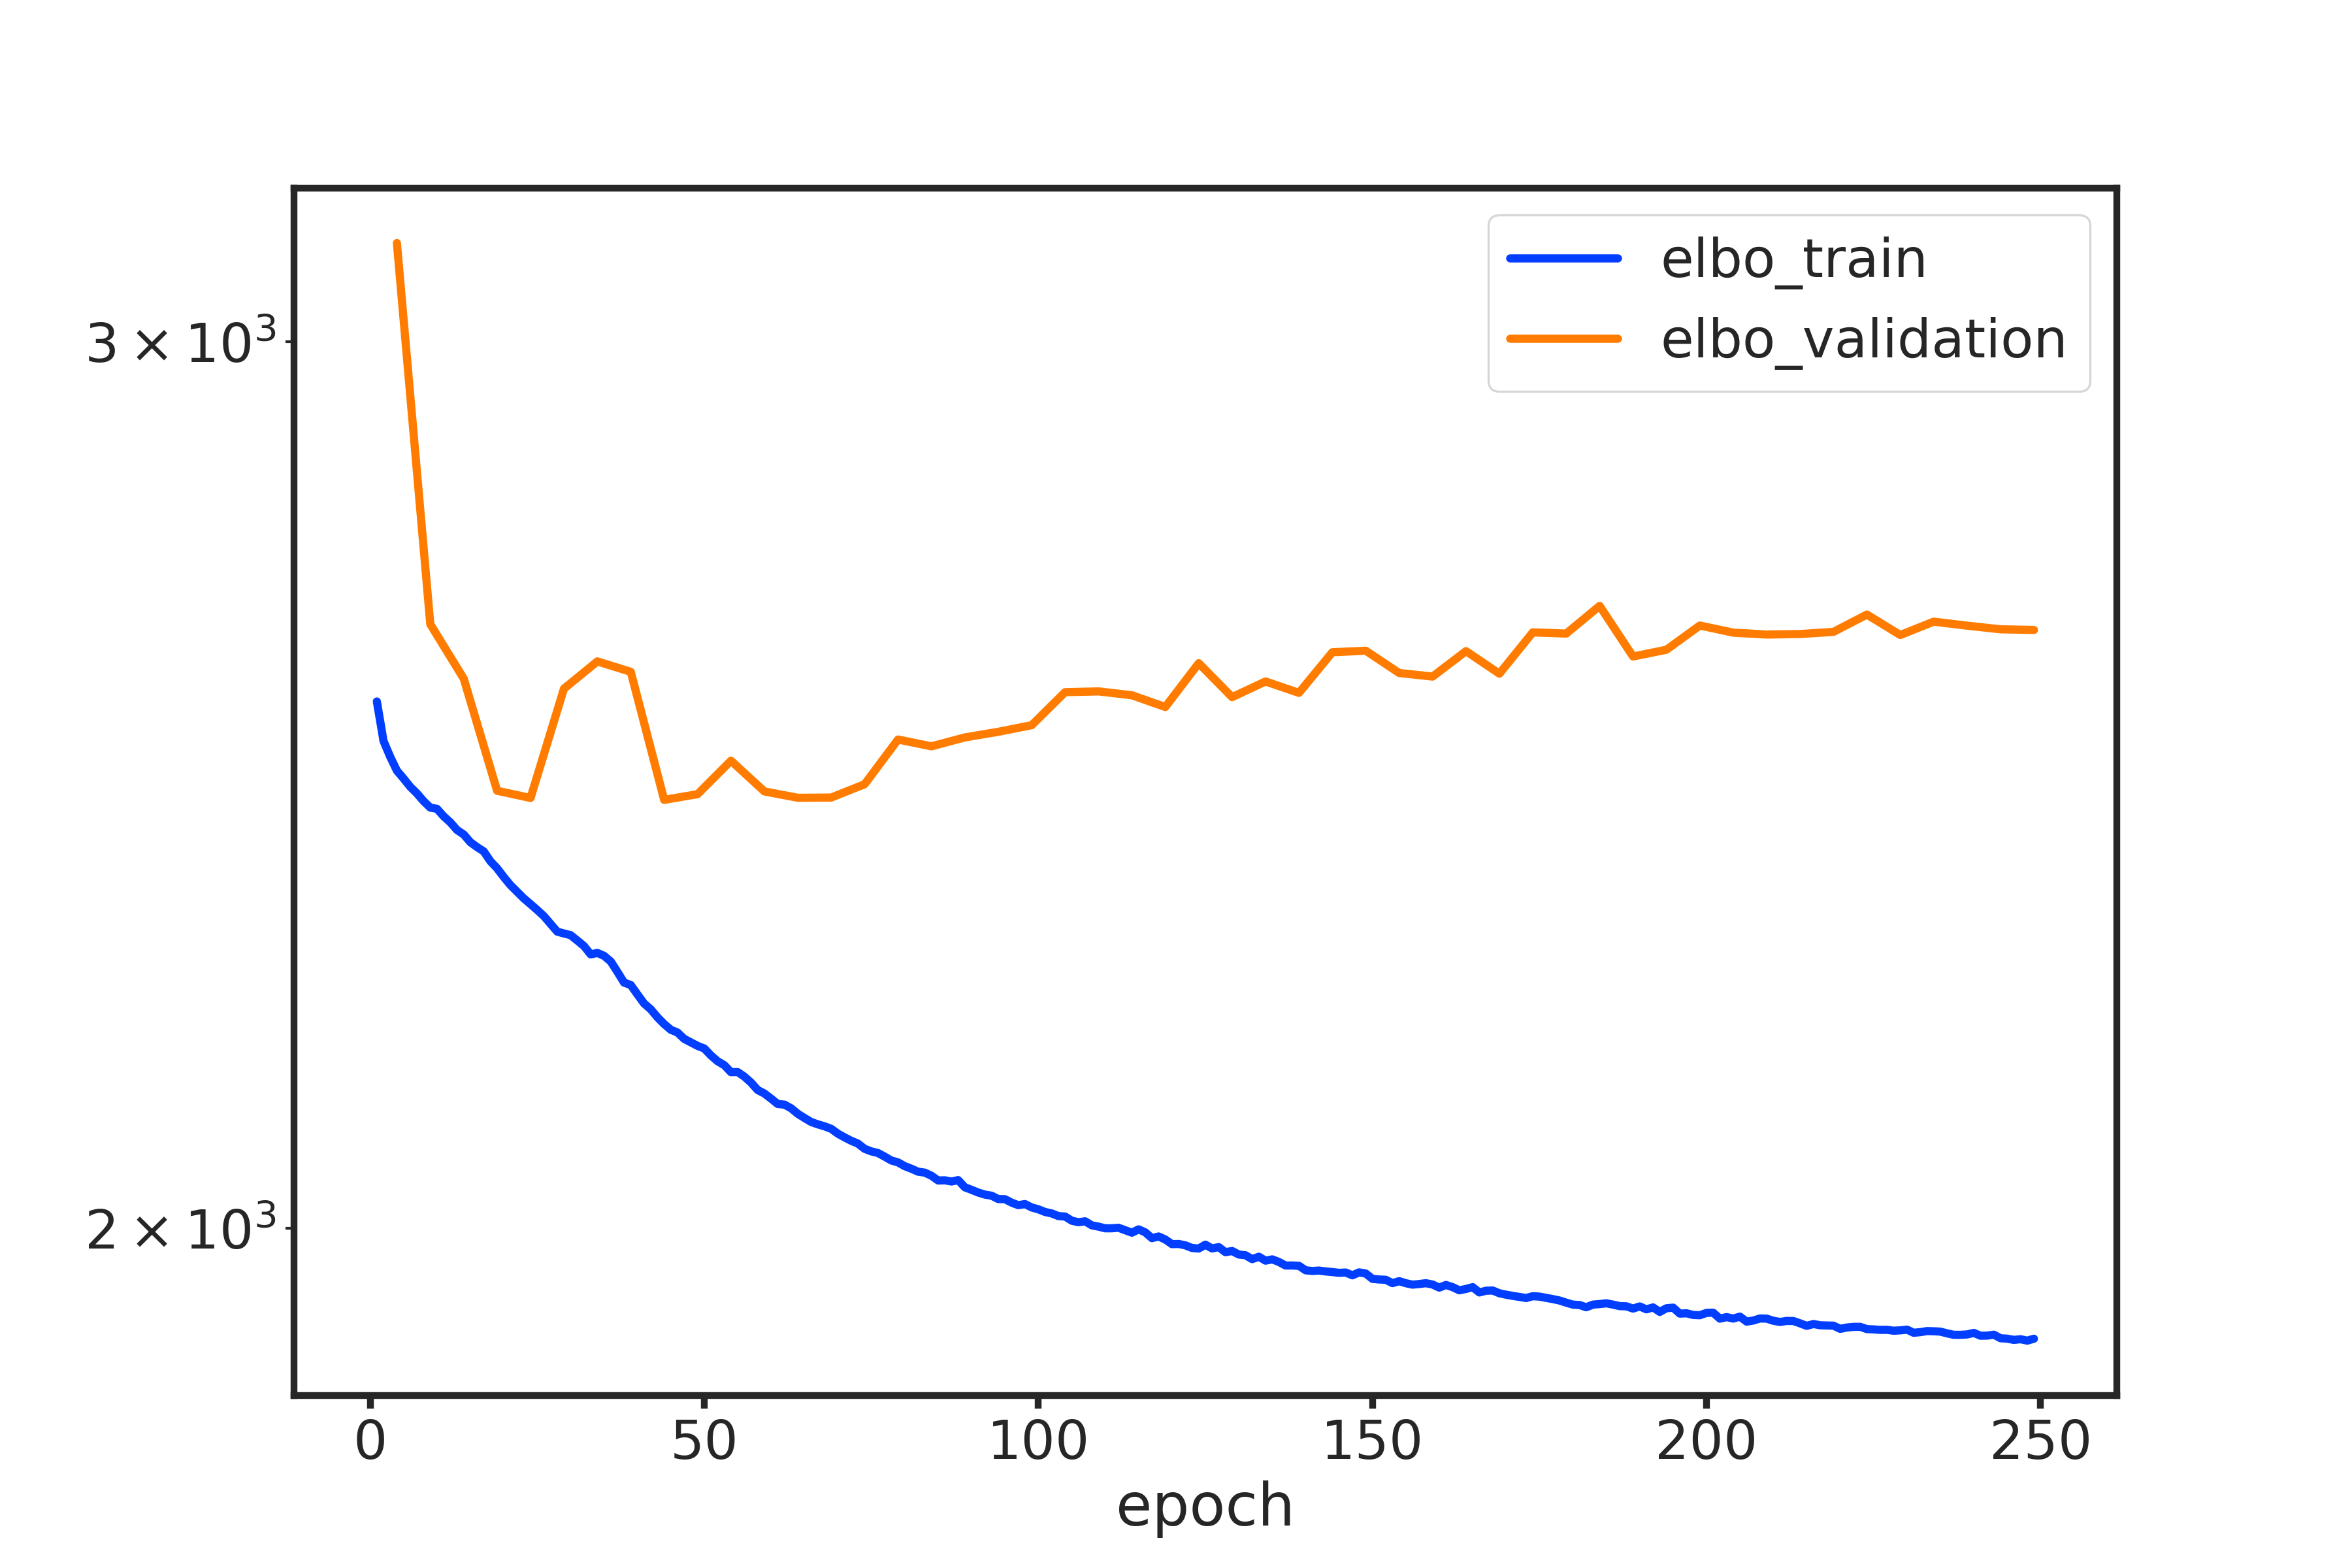 elbo_train
elbo_validation
3 × 10³
2 × 10³
0 50 100 150 200 250
epoch